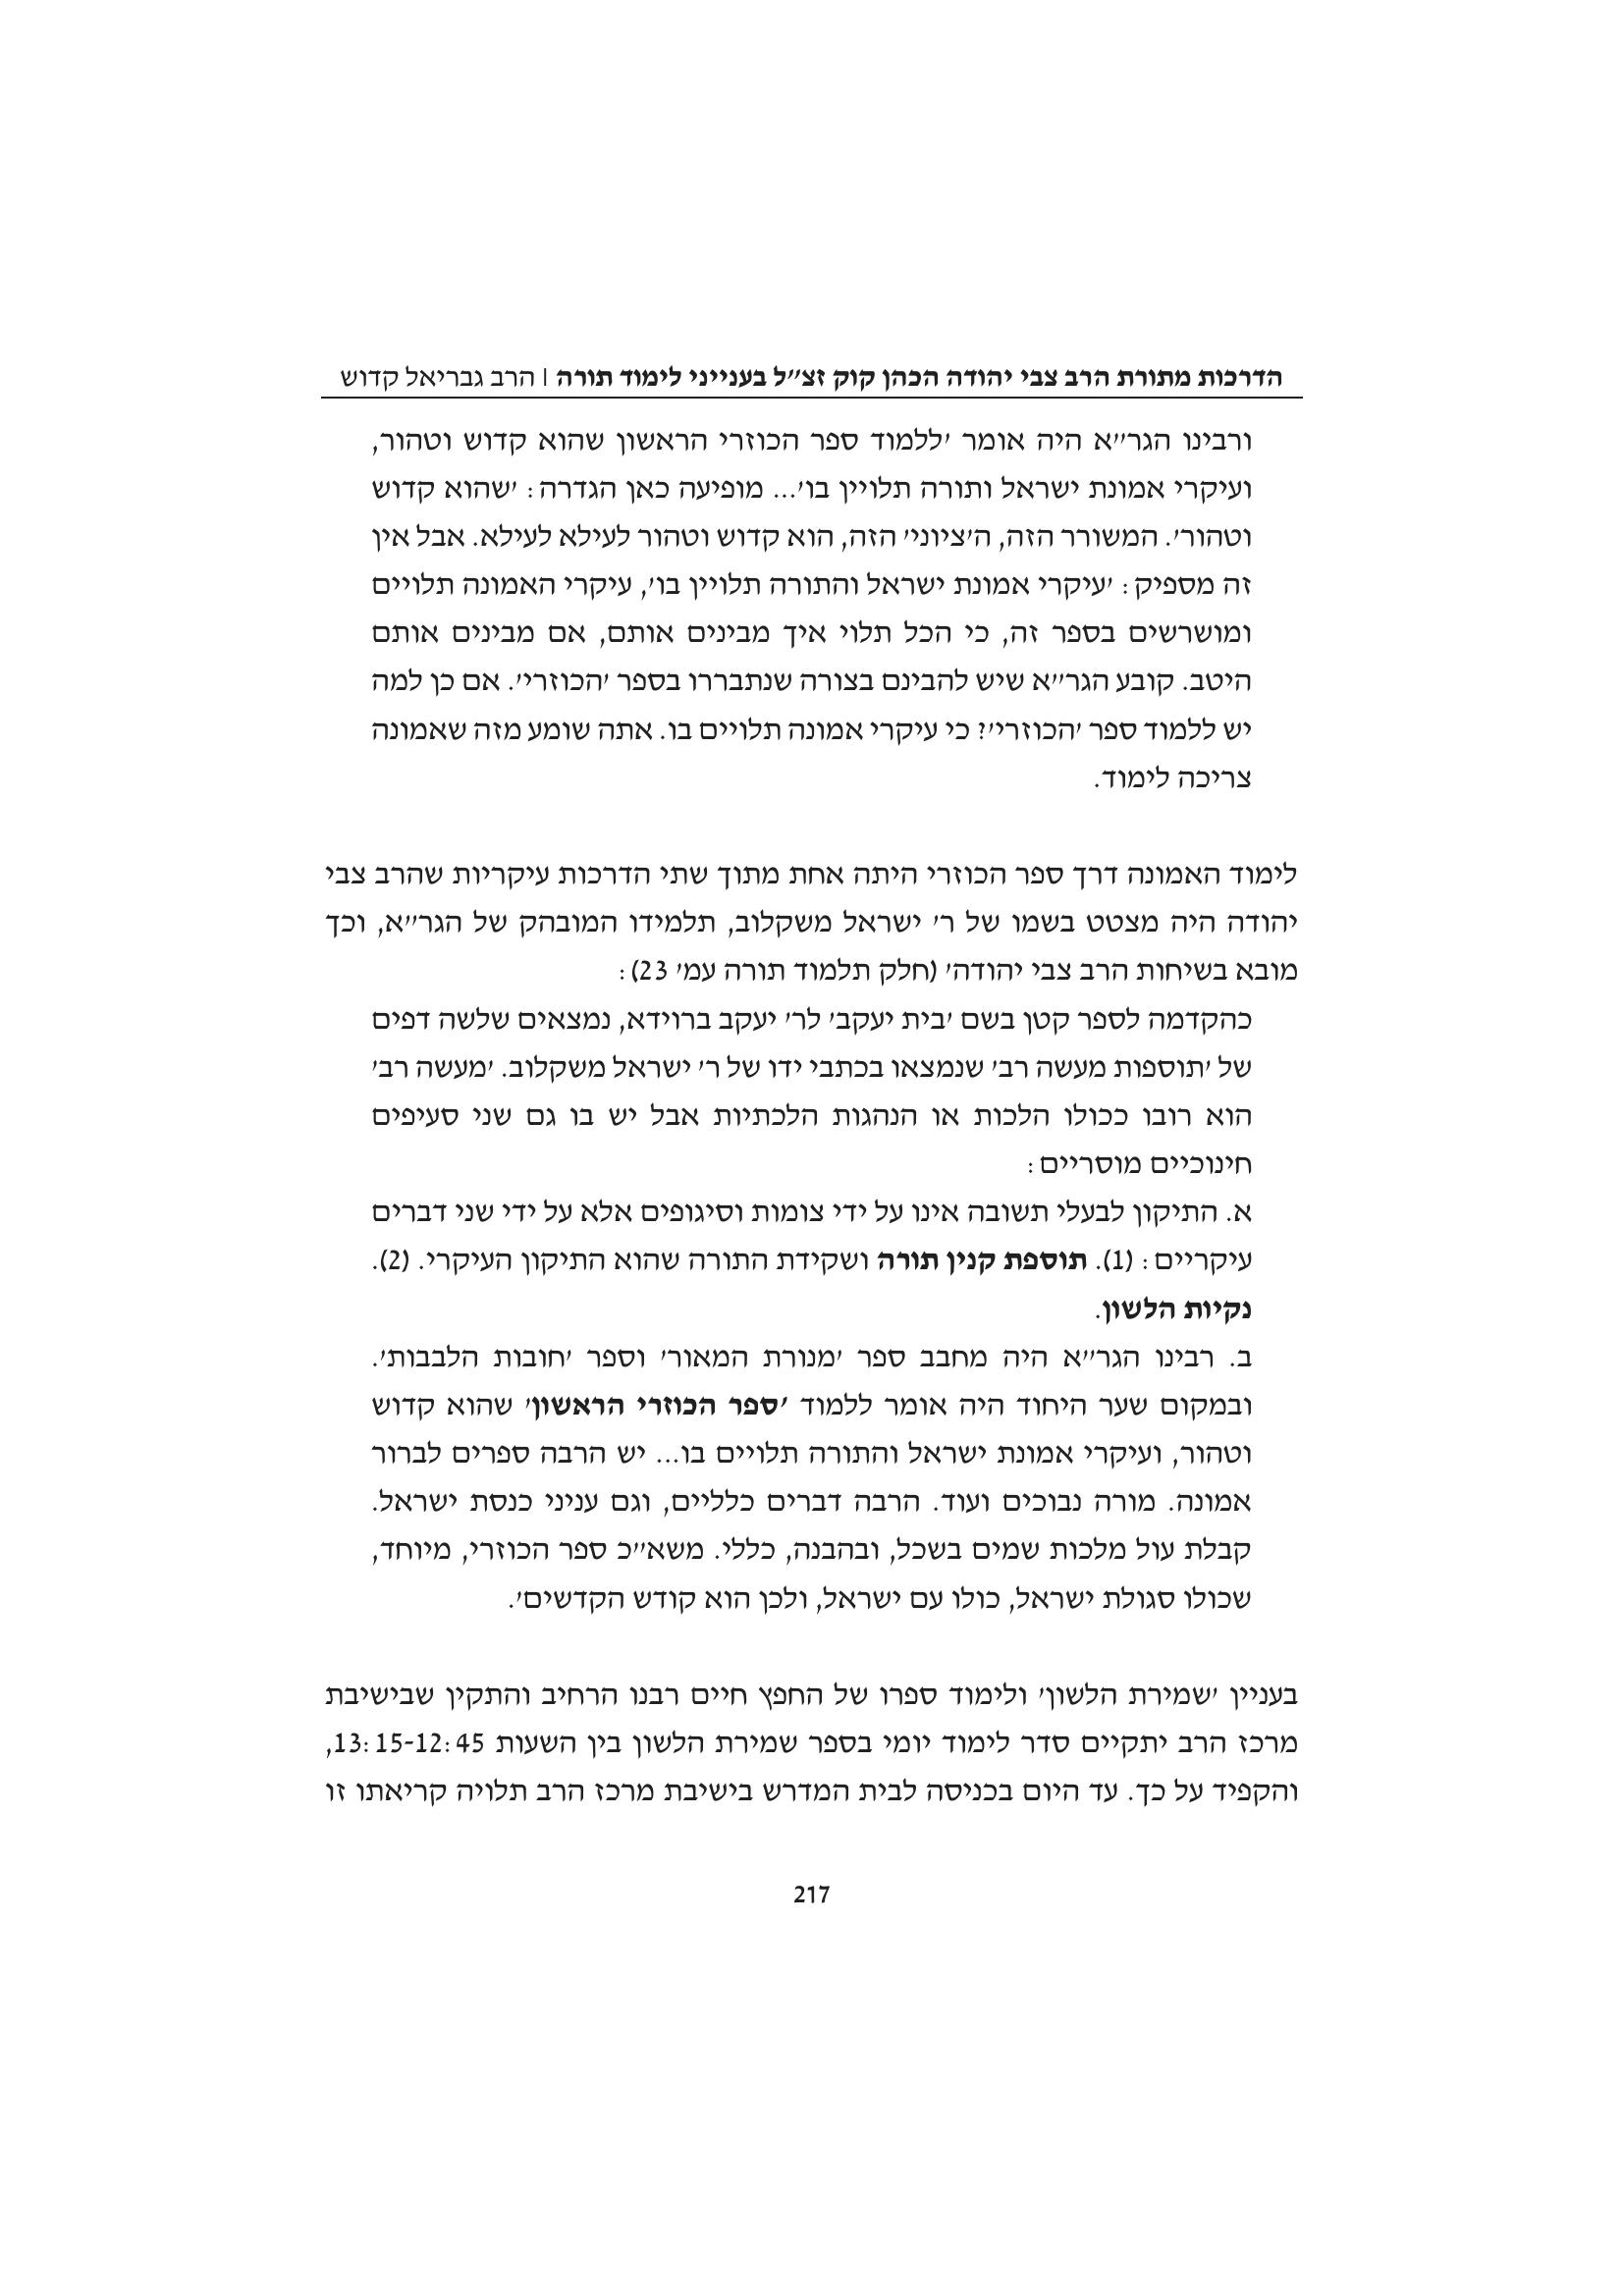 הדרכות מתורת הרב צבי יהודה הכהן קוק זצ"ל בענייני לימוד תורה | הרב גבריאל קדוש
ורבינו הגר"א היה אומר 'ללמוד ספר הכוזרי הראשון שהוא קדוש וטהור,
ועיקרי אמונת ישראל ותורה תלויין בו'... מופיעה כאן הגדרה: 'שהוא קדוש
וטהור'. המשורר הזה, ה'ציוני' הזה, הוא קדוש וטהור לעילא לעילא. אבל אין
זה מספיק: 'עיקרי אמונת ישראל והתורה תלויין בו', עיקרי האמונה תלויים
ומושרשים בספר זה, כי הכל תלוי איך מבינים אותם, אם מבינים אותם
היטב. קובע הגר"א שיש להבינם בצורה שנתבררו בספר 'הכוזרי'. אם כן למה
יש ללמוד ספר 'הכוזרי'? כי עיקרי אמונה תלויים בו. אתה שומע מזה שאמונה
צריכה לימוד.
לימוד האמונה דרך ספר הכוזרי היתה אחת מתוך שתי הדרכות עיקריות שהרב צבי
יהודה היה מצטט בשמו של ר' ישראל משקלוב, תלמידו המובהק של הגר"א, וכך
מובא בשיחות הרב צבי יהודה' (חלק תלמוד תורה עמ' 23):
כהקדמה לספר קטן בשם 'בית יעקב' לר' יעקב ברוידא, נמצאים שלשה דפים
של 'תוספות מעשה רב' שנמצאו בכתבי ידו של ר' ישראל משקלוב. 'מעשה רב'
הוא רובו ככולו הלכות או הנהגות הלכתיות אבל יש בו גם שני סעיפים
חינוכיים מוסריים:
א. התיקון לבעלי תשובה אינו על ידי צומות וסיגופים אלא על ידי שני דברים
עיקריים: (1). תוספת קנין תורה ושקידת התורה שהוא התיקון העיקרי. (2).
נקיות הלשון.
ב. רבינו הגר"א היה מחבב ספר 'מנורת המאור' וספר 'חובות הלבבות'.
ובמקום שער היחוד היה אומר ללמוד 'ספר הכוזרי הראשון' שהוא קדוש
וטהור, ועיקרי אמונת ישראל והתורה תלויים בו... יש הרבה ספרים לברור
אמונה. מורה נבוכים ועוד. הרבה דברים כלליים, וגם עניני כנסת ישראל.
קבלת עול מלכות שמים בשכל, ובהבנה, כללי. משא"כ ספר הכוזרי, מיוחד,
שכולו סגולת ישראל, כולו עם ישראל, ולכן הוא קודש הקדשים'.
בעניין 'שמירת הלשון' ולימוד ספרו של החפץ חיים רבנו הרחיב והתקין שבישיבת
מרכז הרב יתקיים סדר לימוד יומי בספר שמירת הלשון בין השעות 13:15-12:45,
והקפיד על כך. עד היום בכניסה לבית המדרש בישיבת מרכז הרב תלויה קריאתו זו
217